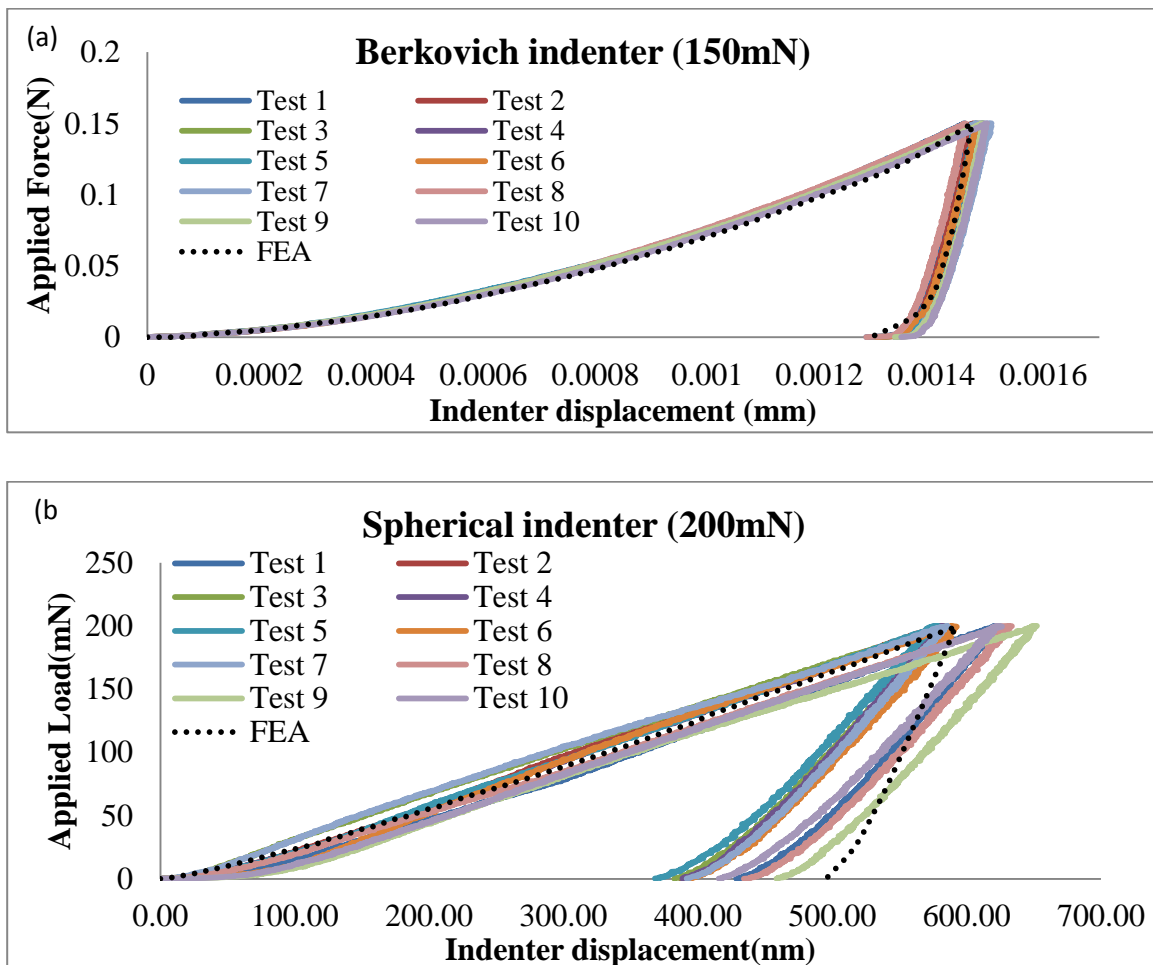 (a)
Berkovich indenter (150mN)
Applied Force(N)
0.2
0.15
0.1
0.05
0
Test 1 Test 2
Test 3 Test 4
Test 5 Test 6
Test 7 Test 8
Test 9 Test 10
FEA
0 0.0002 0.0004 0.0006 0.0008 0.001 0.0012 0.0014 0.0016
Indenter displacement (mm)
(b
Spherical indenter (200mN)
Applied Load(mN)
250
200
150
100
50
0
Test 1 Test 2
Test 3 Test 4
Test 5 Test 6
Test 7 Test 8
Test 9 Test 10
FEA
0.00 100.00 200.00 300.00 400.00 500.00 600.00 700.00
Indenter displacement(nm)